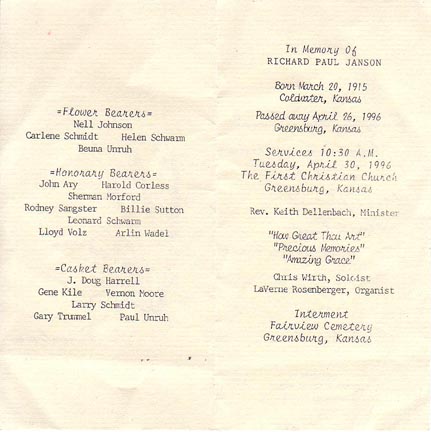 =Flower Bearers=
Nell Johnson
Carlene Schmidt Helen Schwarm
Beuna Unruh
=Honorary Bearers=
John Ary Harold Corless
Sherman Morford
Rodney Sangster Billie Sutton
Leonard Schwarm
Lloyd Volz Arlin Wadel
=Casket Bearers=
J. Doug Harrell
Gene Kile Vernon Moore
Larry Schmidt
Gary Trummel Paul Unruh
In Memory Of
RICHARD PAUL JANSON
Born March 20, 1915
Coldwater, Kansas
Passed away April 26, 1996
Greensburg, Kansas
Services 10:30 A.M.
Tuesday, April 30, 1996
The First Christian Church
Greensburg, Kansas
Rev. Keith Dellenbach, Minister
"How Great Thou Art"
"Precious Memories"
"Amazing Grace"
Chris Wirth, Soloist
LaVerne Rosenberger, Organist
Interment
Fairview Cemetery
Greensburg, Kansas